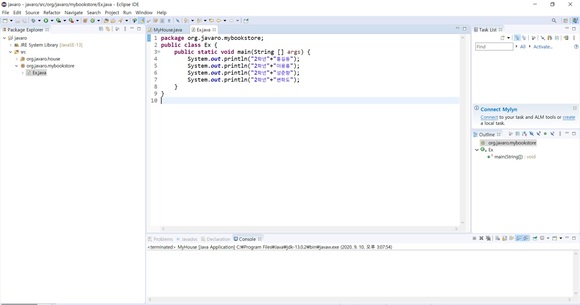 javaro - javaro/src/org/javaro/mybookstore/Ex.java - Eclipse IDE
File Edit Source Refactor Navigate Search Project Run Window Help
Package Explorer
javaro
JRE System Library [JavaSE-13]
src
org.javaro.house
org.javaro.mybookstore
Ex.java
MyHouse.java Ex.java
1 package org.javaro.mybookstore;
2 public class Ex {
3 public static void main(String [] args) {
4 System.out.println("2학년"+"홍길동");
5 System.out.println("2학년"+"이몽룡");
6 System.out.println("2학년"+"성춘향");
7 System.out.println("2학년"+"변학도");
8 }
9 }
10
Problems Javadoc Declaration Console
<terminated> MyHouse [Java Application] C:\Program Files\Java\jdk-13.0.2\bin\javaw.exe (2020. 9. 10. 오후 3:07:54)
Task List
Find All Activate...
Connect Mylyn
Connect to your task and ALM tools or create
a local task.
Outline
org.javaro.mybookstore
Ex
main(String[]) : void